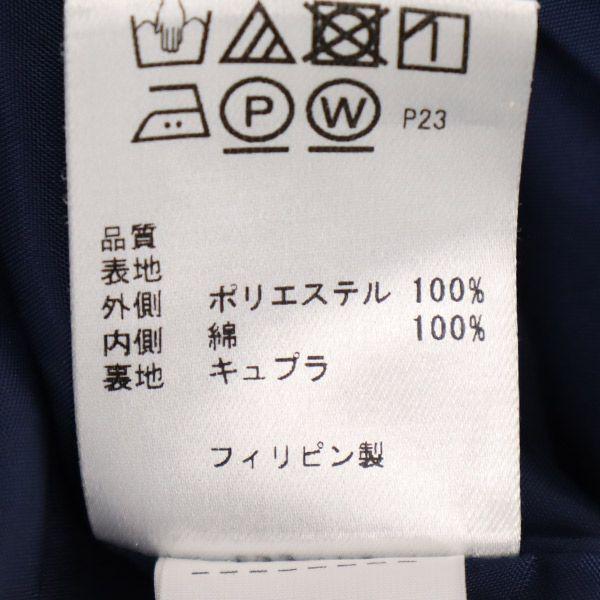 P W P23
品質
表地
外側 ポリエステル 100%
内側 綿 100%
裏地 キュプラ
フィリピン製